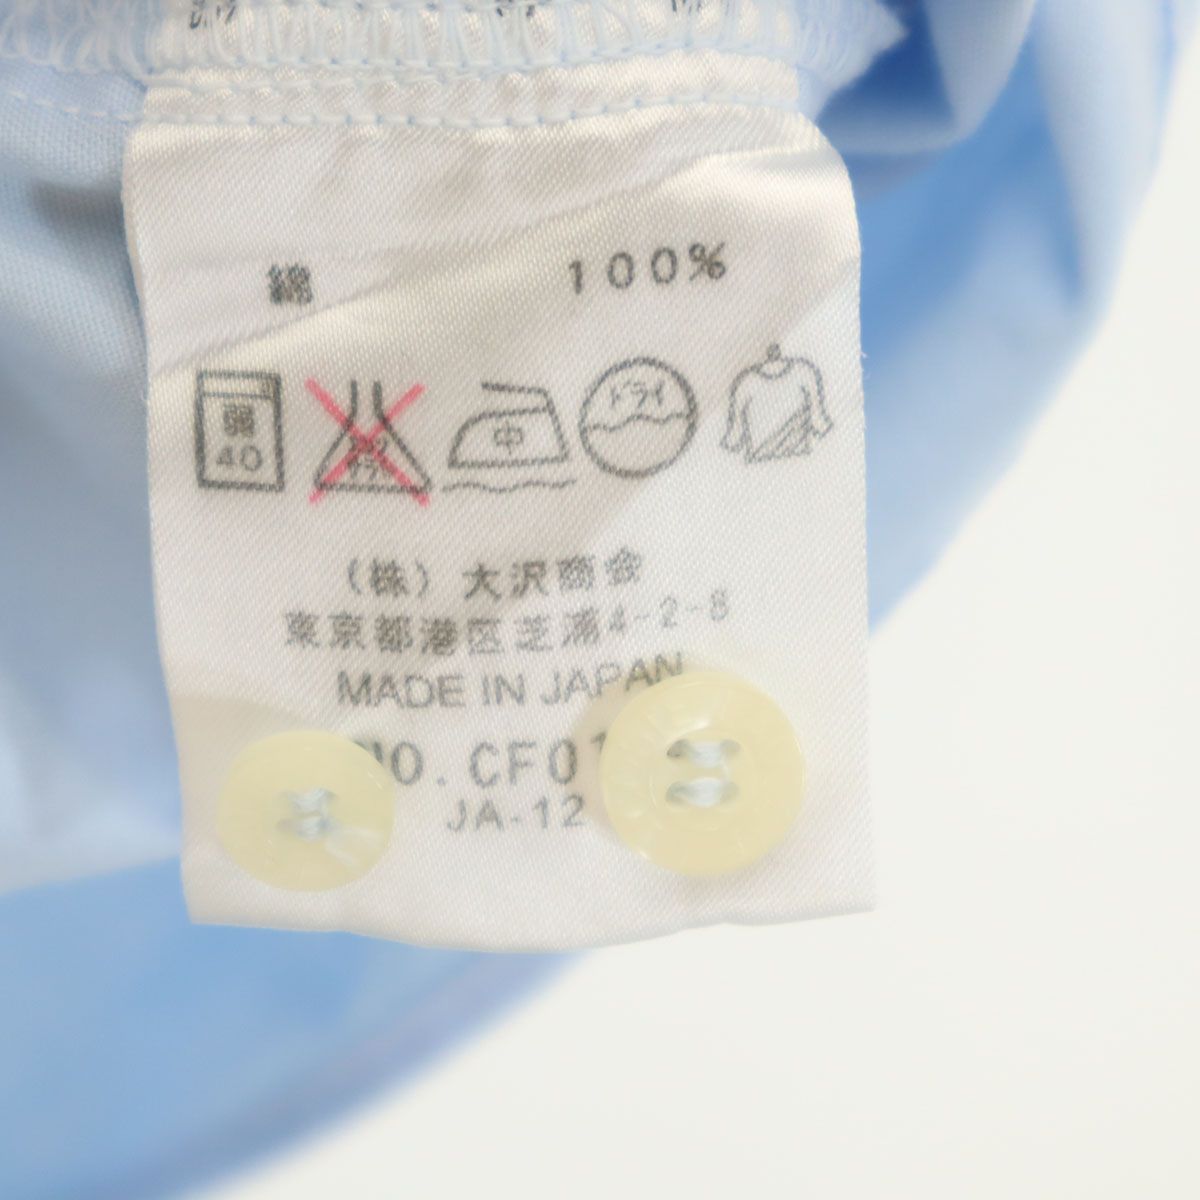 綿 100%
弱 40 中 ドライ
（株）大沢商会
東京都港区芝浦4-2-8
MADE IN JAPAN
NO. CF0
JA-12